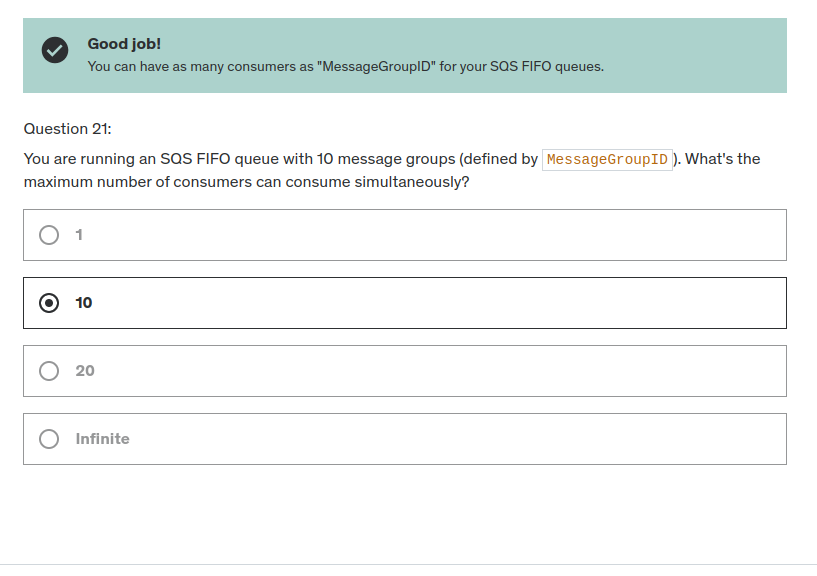 Good job!
You can have as many consumers as "MessageGroupID" for your SQS FIFO queues.
Question 21:
You are running an SQS FIFO queue with 10 message groups (defined by MessageGroupID). What's the
maximum number of consumers can consume simultaneously?
1
10
20
Infinite